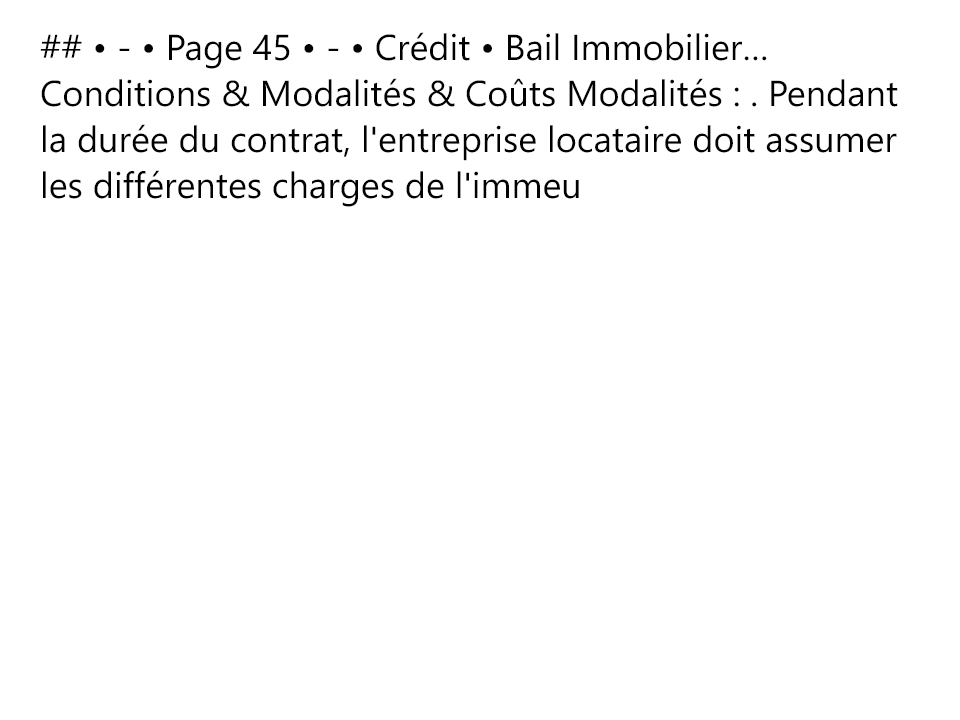 ## • - • Page 45 • - • Crédit • Bail Immobilier...
Conditions & Modalités & Coûts Modalités : . Pendant
la durée du contrat, l'entreprise locataire doit assumer
les différentes charges de l'immeu